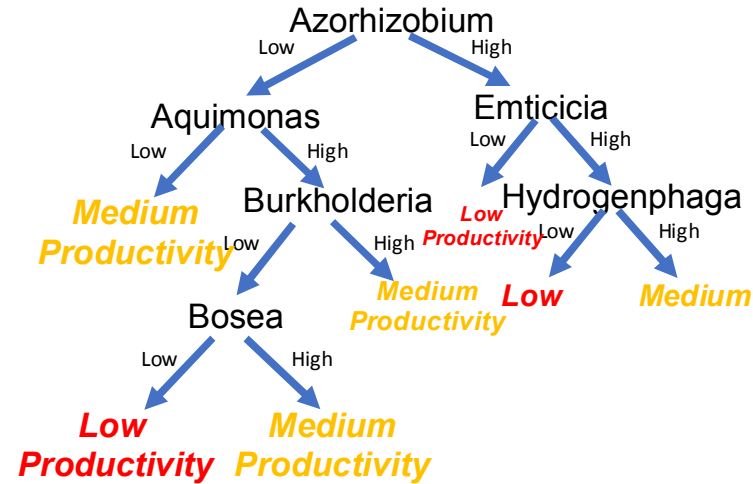 Azorhizobium
Low
High
Aquimonas
Emticicia
Low
High
Low
High
Medium
Productivity
Burkholderia
Low
Productivity
Hydrogenphaga
Low
High
Low
High
Bosea
Medium
Productivity
Low
Medium
Low
High
Low
Productivity
Medium
Productivity